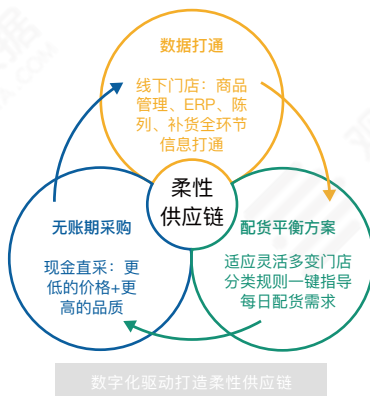 数据打通
线下门店：商品
管理、ERP、陈
列、补货全环节
信息打通
柔性
供应链
无账期采购
现金直采：更
低的价格+更
高的品质
配货平衡方案
适应灵活多变门店
分类规则一键指导
每日配货需求
数字化驱动打造柔性供应链